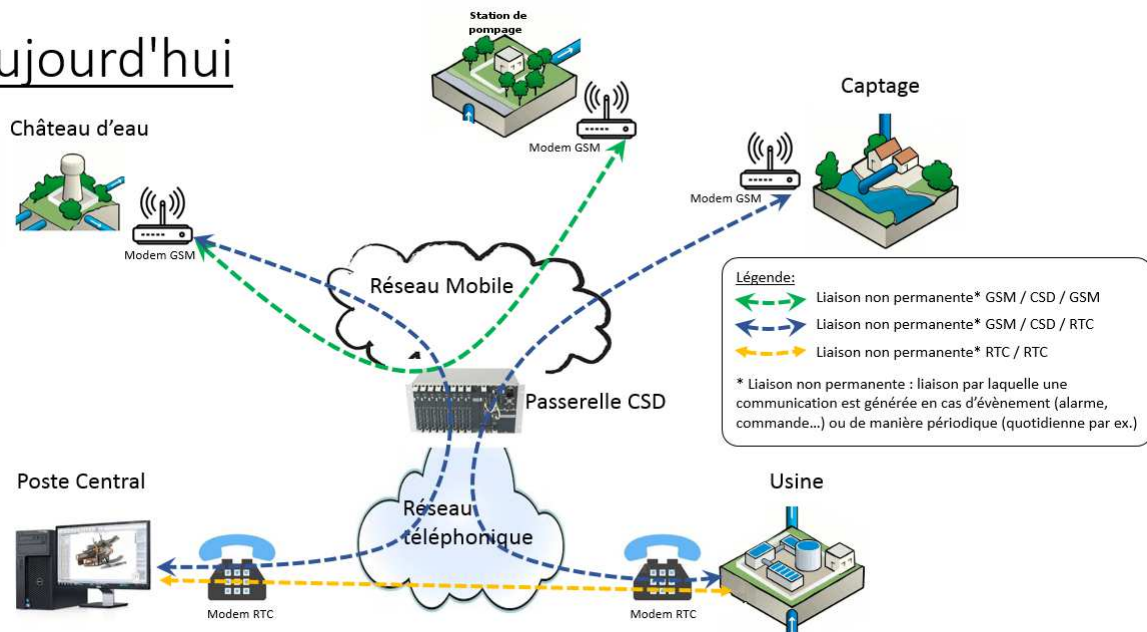 ujourd'hui
Station de
pompage
Modem GSM
Captage
Modem GSM
Château d'eau
Modem GSM
Réseau Mobile
Légende:
Liaison non permanente* GSM / CSD / GSM
Liaison non permanente* GSM / CSD / RTC
Liaison non permanente* RTC / RTC
* Liaison non permanente : liaison par laquelle une
communication est générée en cas d'évènement (alarme,
commande…) ou de manière périodique (quotidienne par ex.)
Passerelle CSD
Poste Central
Réseau
téléphonique
Usine
Modem RTC
Modem RTC